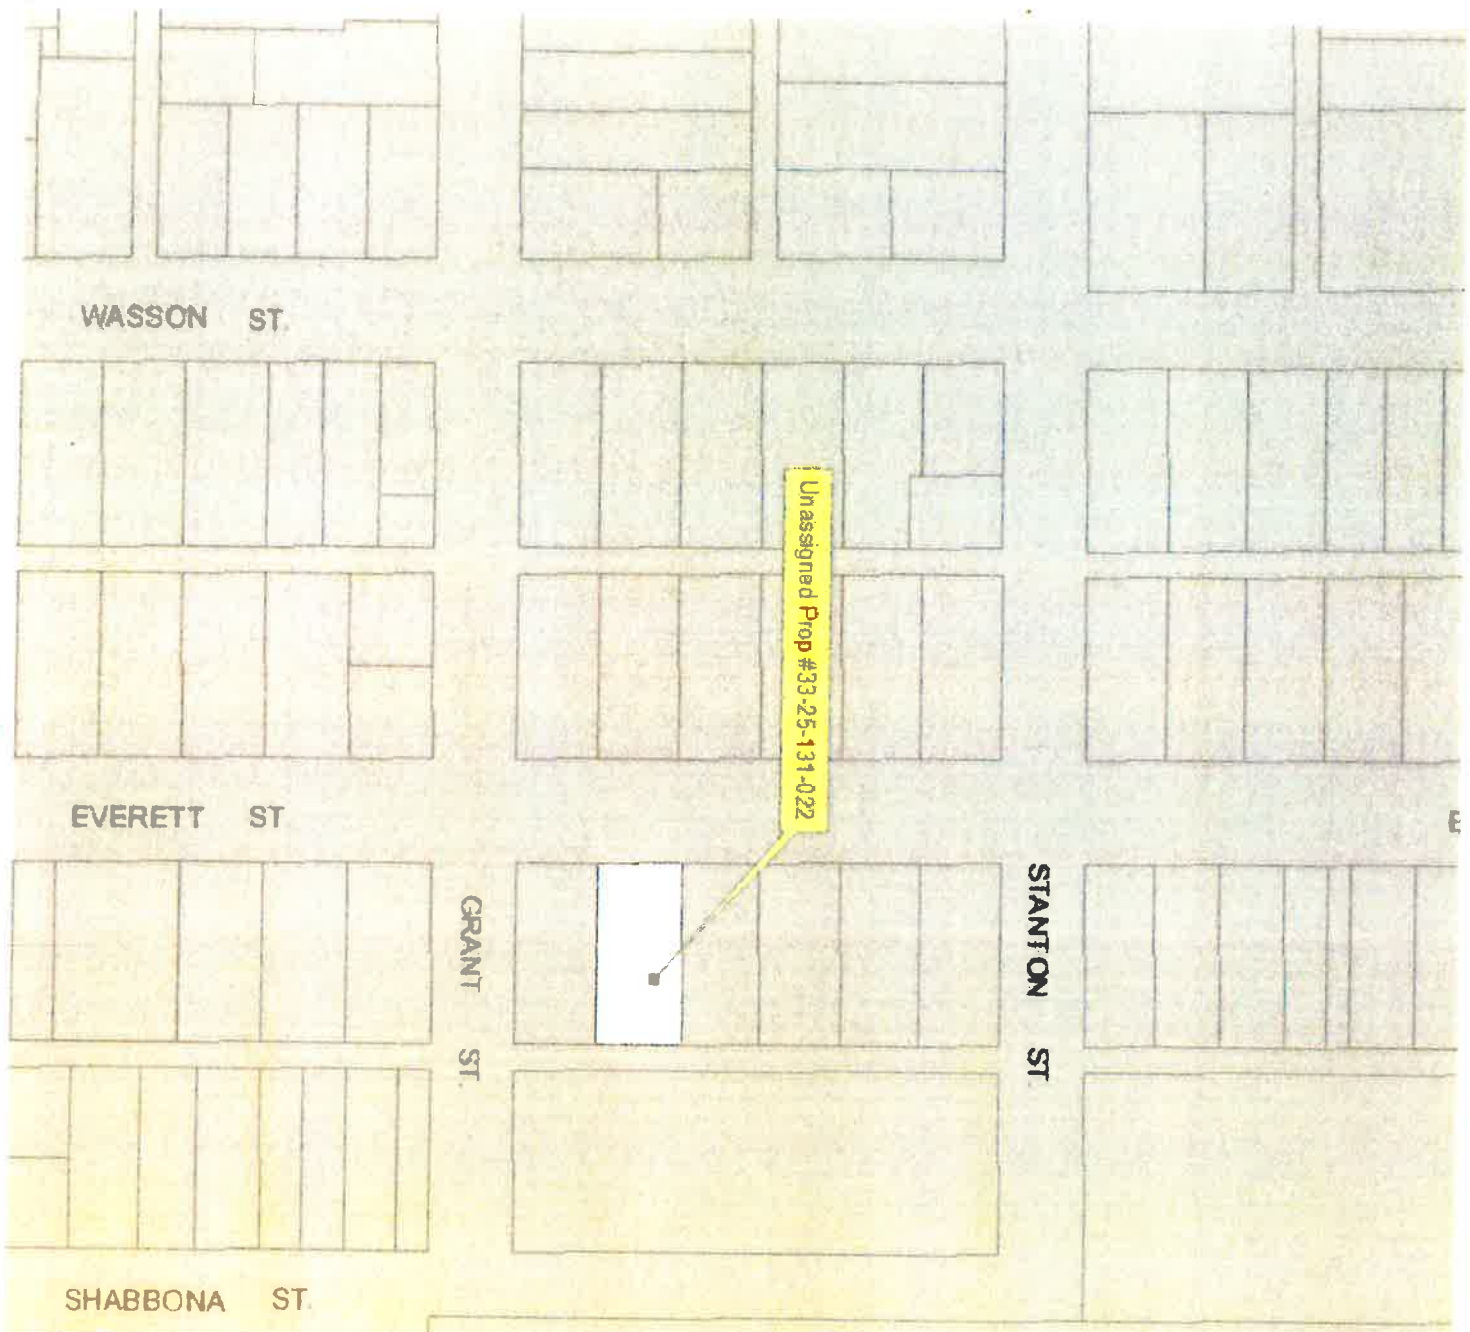 WASSON ST.
Unassigned Prop #33-25-131-022
EVERETT ST
E
GRANT ST.
STANTON ST.
SHABBONA ST.